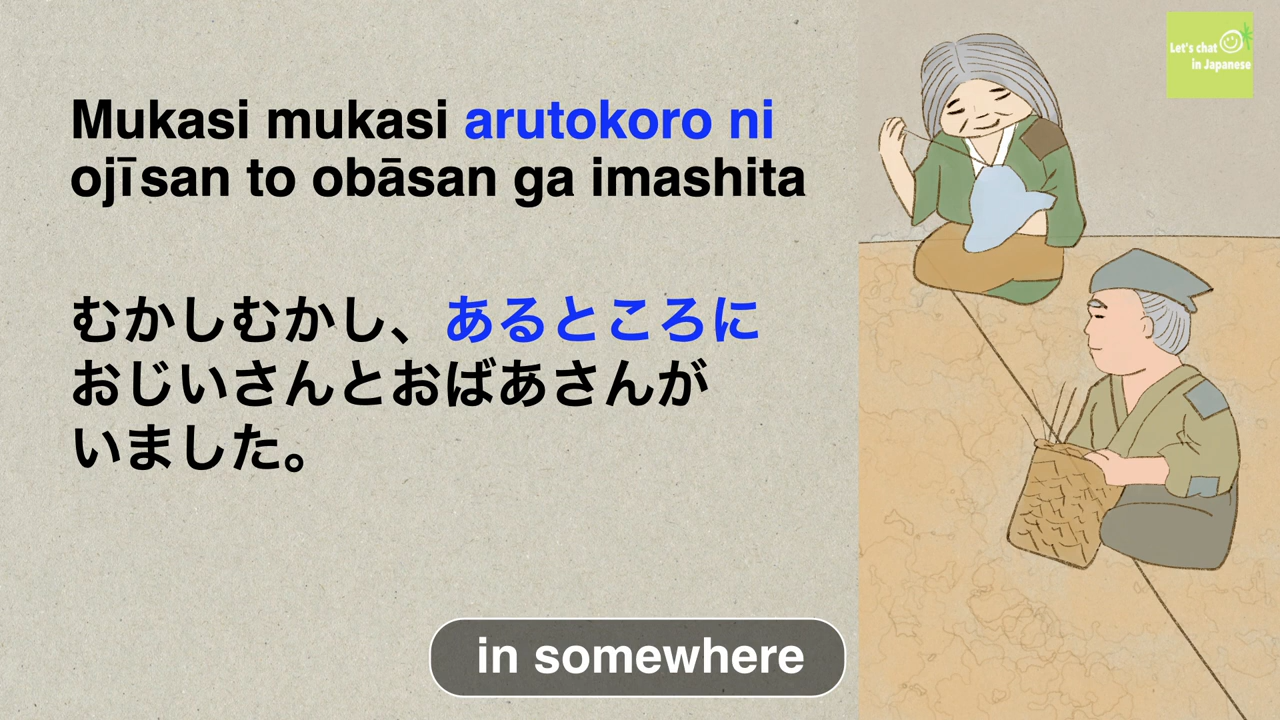 Mukasi mukasi arutokoro ni
ojīsan to obāsan ga imashita
むかしむかし、あるところに
おじいさんとおばあさんが
いました。
in somewhere
Let's chat
in Japanese